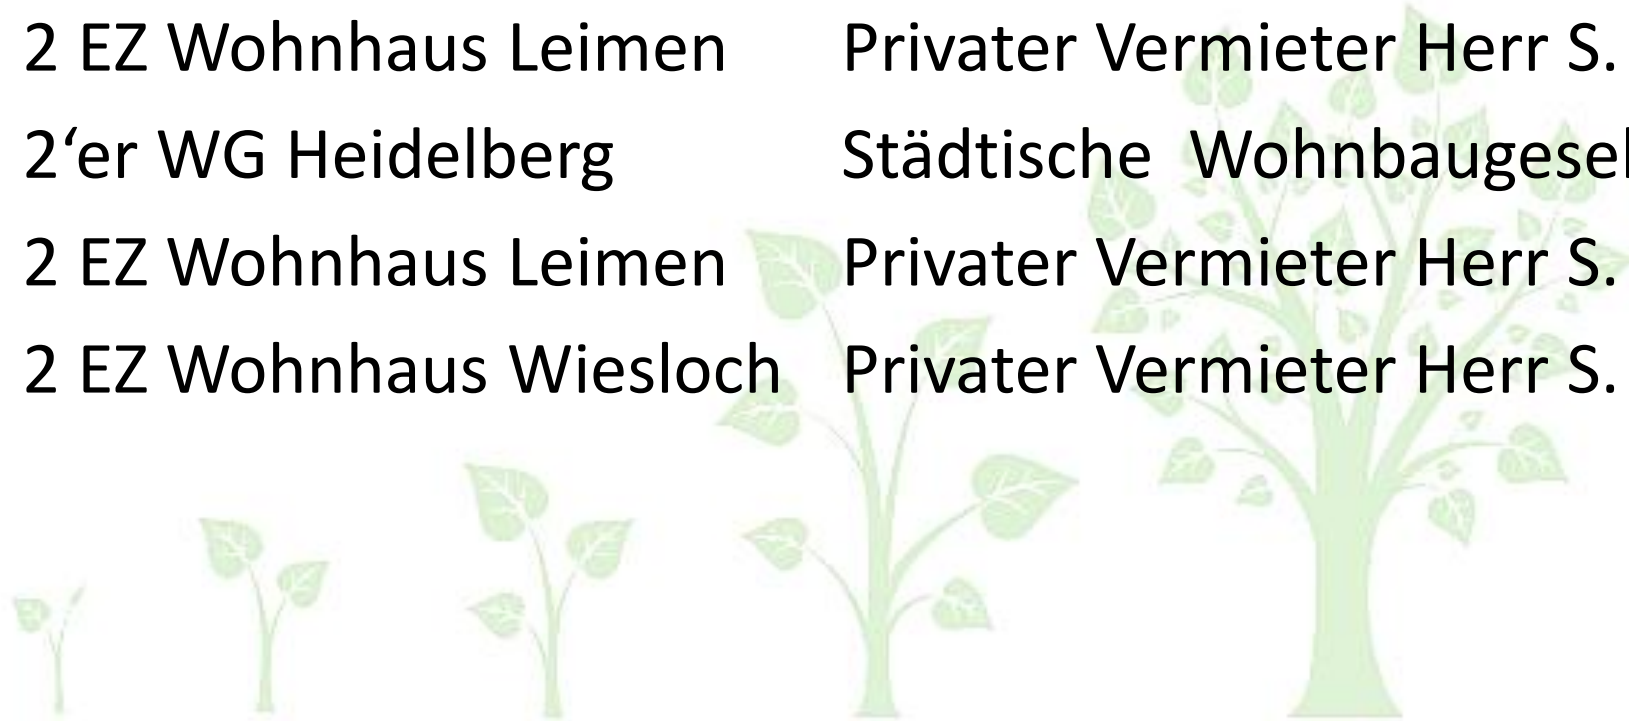 2 EZ Wohnhaus Leimen Privater Vermieter Herr S.
2‘er WG Heidelberg Städtische Wohnbaugesel
2 EZ Wohnhaus Leimen Privater Vermieter Herr S.
2 EZ Wohnhaus Wiesloch Privater Vermieter Herr S.